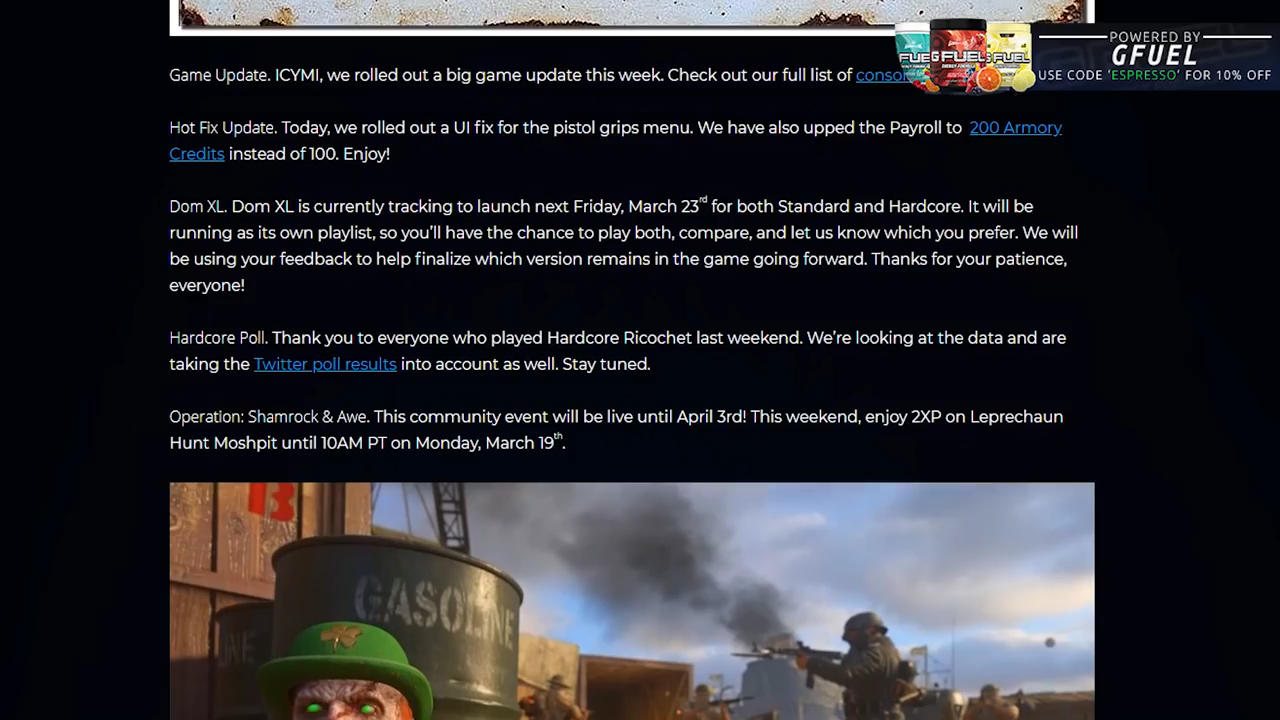 POWERED BY
GFUEL
USE CODE 'ESPRESSO' FOR 10% OFF
FUEL GFUEL FUEL
Game Update. ICYMI, we rolled out a big game update this week. Check out our full list of
Hot Fix Update. Today, we rolled out a UI fix for the pistol grips menu. We have also upped the Payroll to 200 Armory
Credits instead of 100. Enjoy!
Dom XL. Dom XL is currently tracking to launch next Friday, March 23rd for both Standard and Hardcore. It will be
running as its own playlist, so you'll have the chance to play both, compare, and let us know which you prefer. We will
be using your feedback to help finalize which version remains in the game going forward. Thanks for your patience,
everyone!
Hardcore Poll. Thank you to everyone who played Hardcore Ricochet last weekend. We're looking at the data and are
taking the Twitter poll results into account as well. Stay tuned.
Operation: Shamrock & Awe. This community event will be live until April 3rd! This weekend, enjoy 2XP on Leprechaun
Hunt Moshpit until 10AM PT on Monday, March 19th.
B
GASOLINE